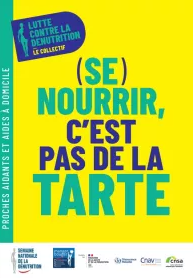 LUTTE
CONTRE LA
DÉNUTRITION
LE COLLECTIF
(SE)
NOURRIR,
C'EST
PAS DE LA
TARTE
PROCHES AIDANTS ET AIDES À DOMICILE
SEMAINE
NATIONALE
DE LA
DÉNUTRITION
cnav
cnsa